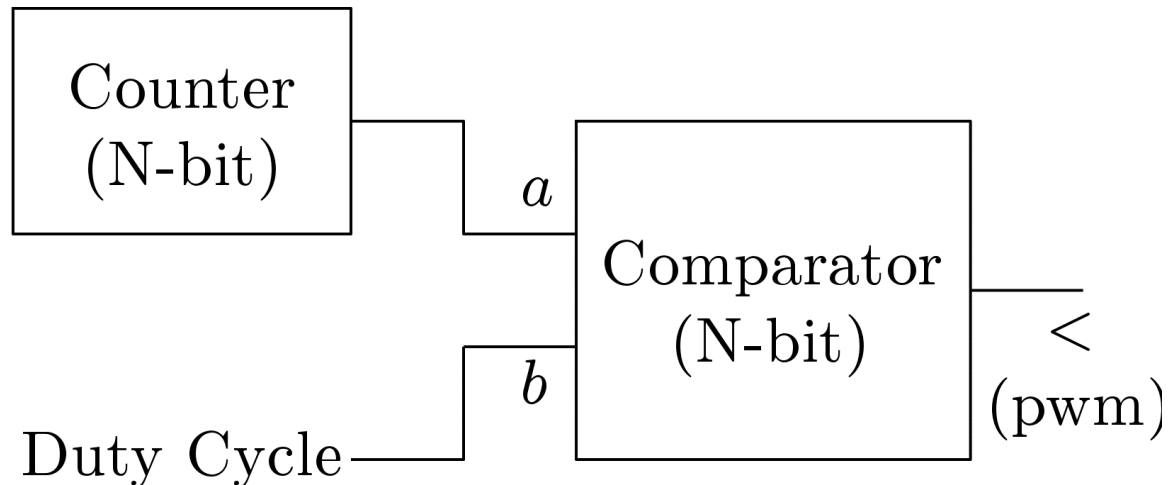 Counter
(N-bit)
a
Comparator
(N-bit)
b
<
(pwm)
Duty Cycle